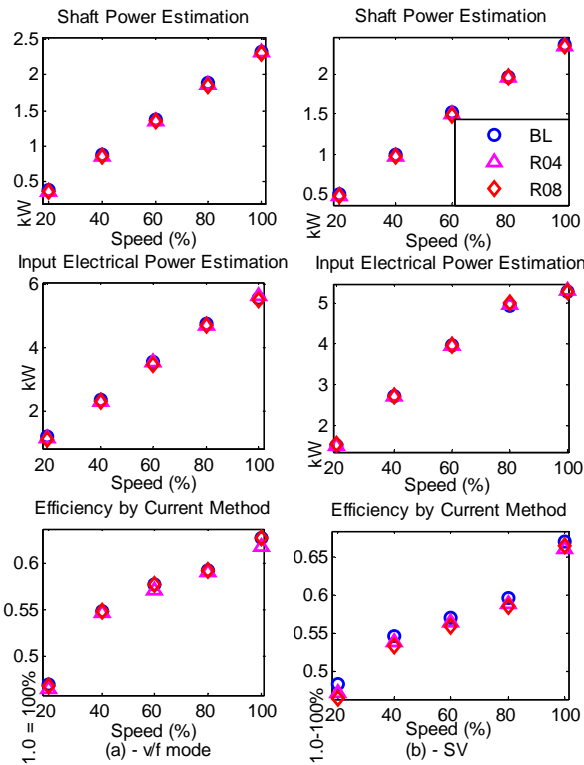 Shaft Power Estimation
2.5
2
1.5
1
0.5
kW
20 40 60 80 100
Speed (%)
Input Electrical Power Estimation
6
4
2
kW
20 40 60 80 100
Speed (%)
Efficiency by Current Method
0.6
0.55
0.5
1.0 = 100%
20 40 60 80 100
Speed (%)
(a) - v/f mode
Shaft Power Estimation
2
1.5
1
0.5
kW
20 40 60 80 100
Speed (%)
BL
R04
R08
Input Electrical Power Estimation
5
4
3
2
kW
20 40 60 80 100
Speed (%)
Efficiency by Current Method
0.65
0.6
0.55
0.5
1.0-100%
20 40 60 80 100
Speed (%)
(b) - SV